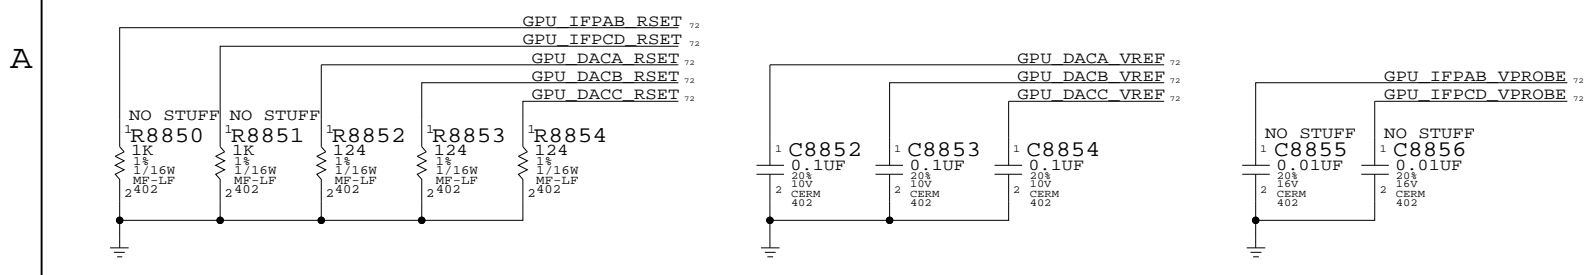 A
GPU_IFPAB_RSET 72
GPU_IFPCD_RSET 72
GPU_DACA_RSET 72
GPU_DACB_RSET 72
GPU_DACC_RSET 72
NO STUFF NO STUFF
1 R8850 1 R8851 1 R8852 1 R8853 1 R8854
1K 1K 124 124 124
1% 1% 1% 1% 1%
1/16W 1/16W 1/16W 1/16W 1/16W
MF-LF MF-LF MF-LF MF-LF MF-LF
2 402 2 402 2 402 2 402 2 402
GPU_DACA_VREF 72
GPU_DACB_VREF 72
GPU_DACC_VREF 72
1 C8852 1 C8853 1 C8854
0.1UF 0.1UF 0.1UF
20% 20% 20%
10V 10V 10V
2 CERM 2 CERM 2 CERM
402 402 402
GPU_IFPAB_VPROBE 72
GPU_IFPCD_VPROBE 72
NO STUFF NO STUFF
1 C8855 1 C8856
0.01UF 0.01UF
20% 20%
16V 16V
2 CERM 2 CERM
402 402